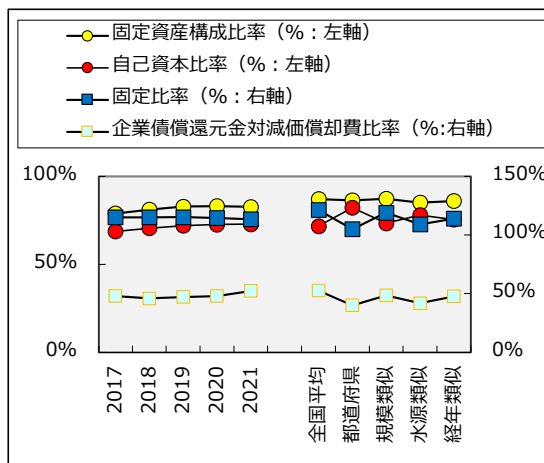 固定資産構成比率（%：左軸）
自己資本比率（%：左軸）
固定比率（%：右軸）
企業債償還元金対減価償却費比率（%:右軸）
100%
50%
0%
150%
100%
50%
0%
2017
2018
2019
2020
2021
全国平均
都道府県
規模類似
水源類似
経年類似